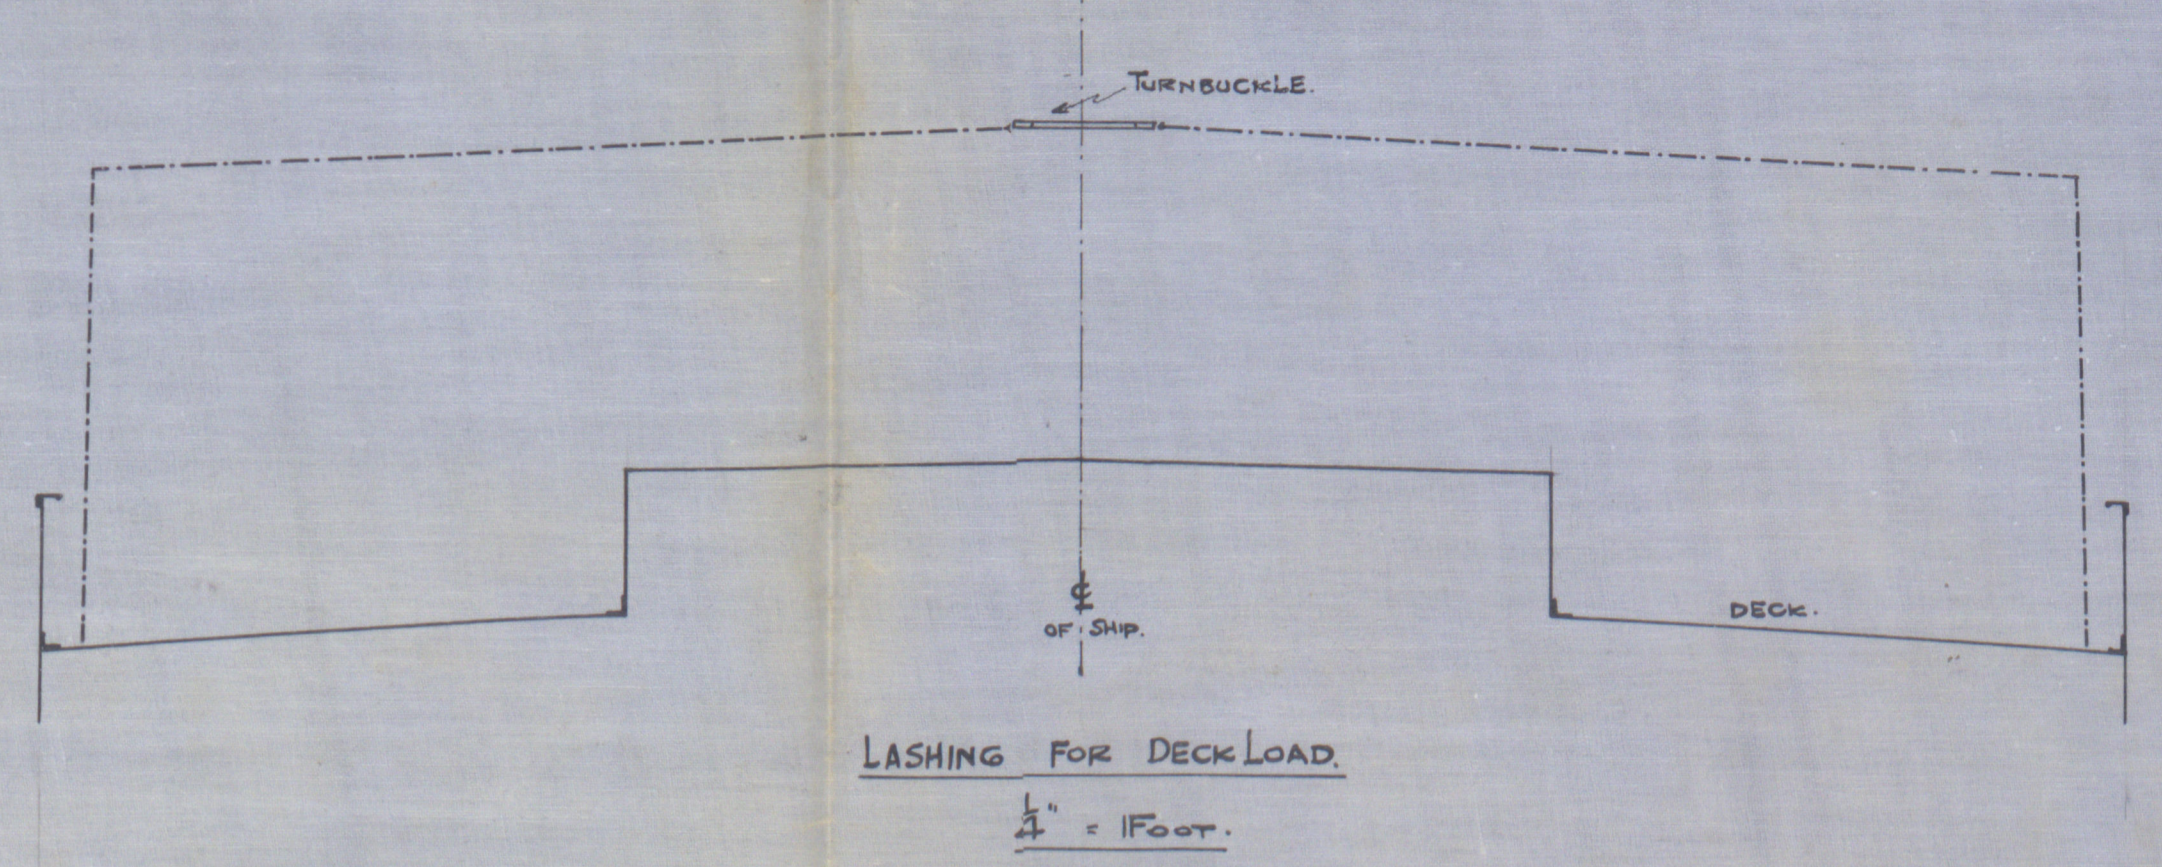 TURNBUCKLE.
℄
OF SHIP.
DECK.
LASHING FOR DECK LOAD.
1/4" = 1 FOOT.